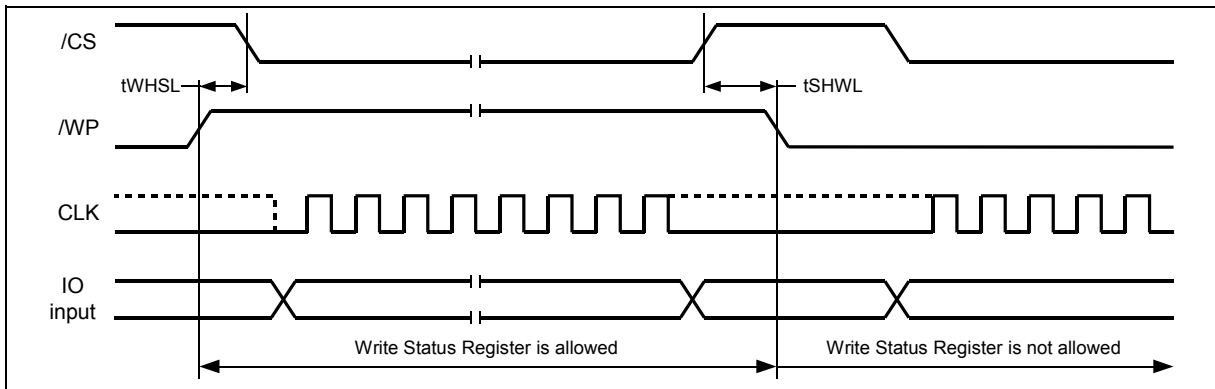 /CS
tWHSL
tSHWL
/WP
CLK
IO
input
Write Status Register is allowed
Write Status Register is not allowed